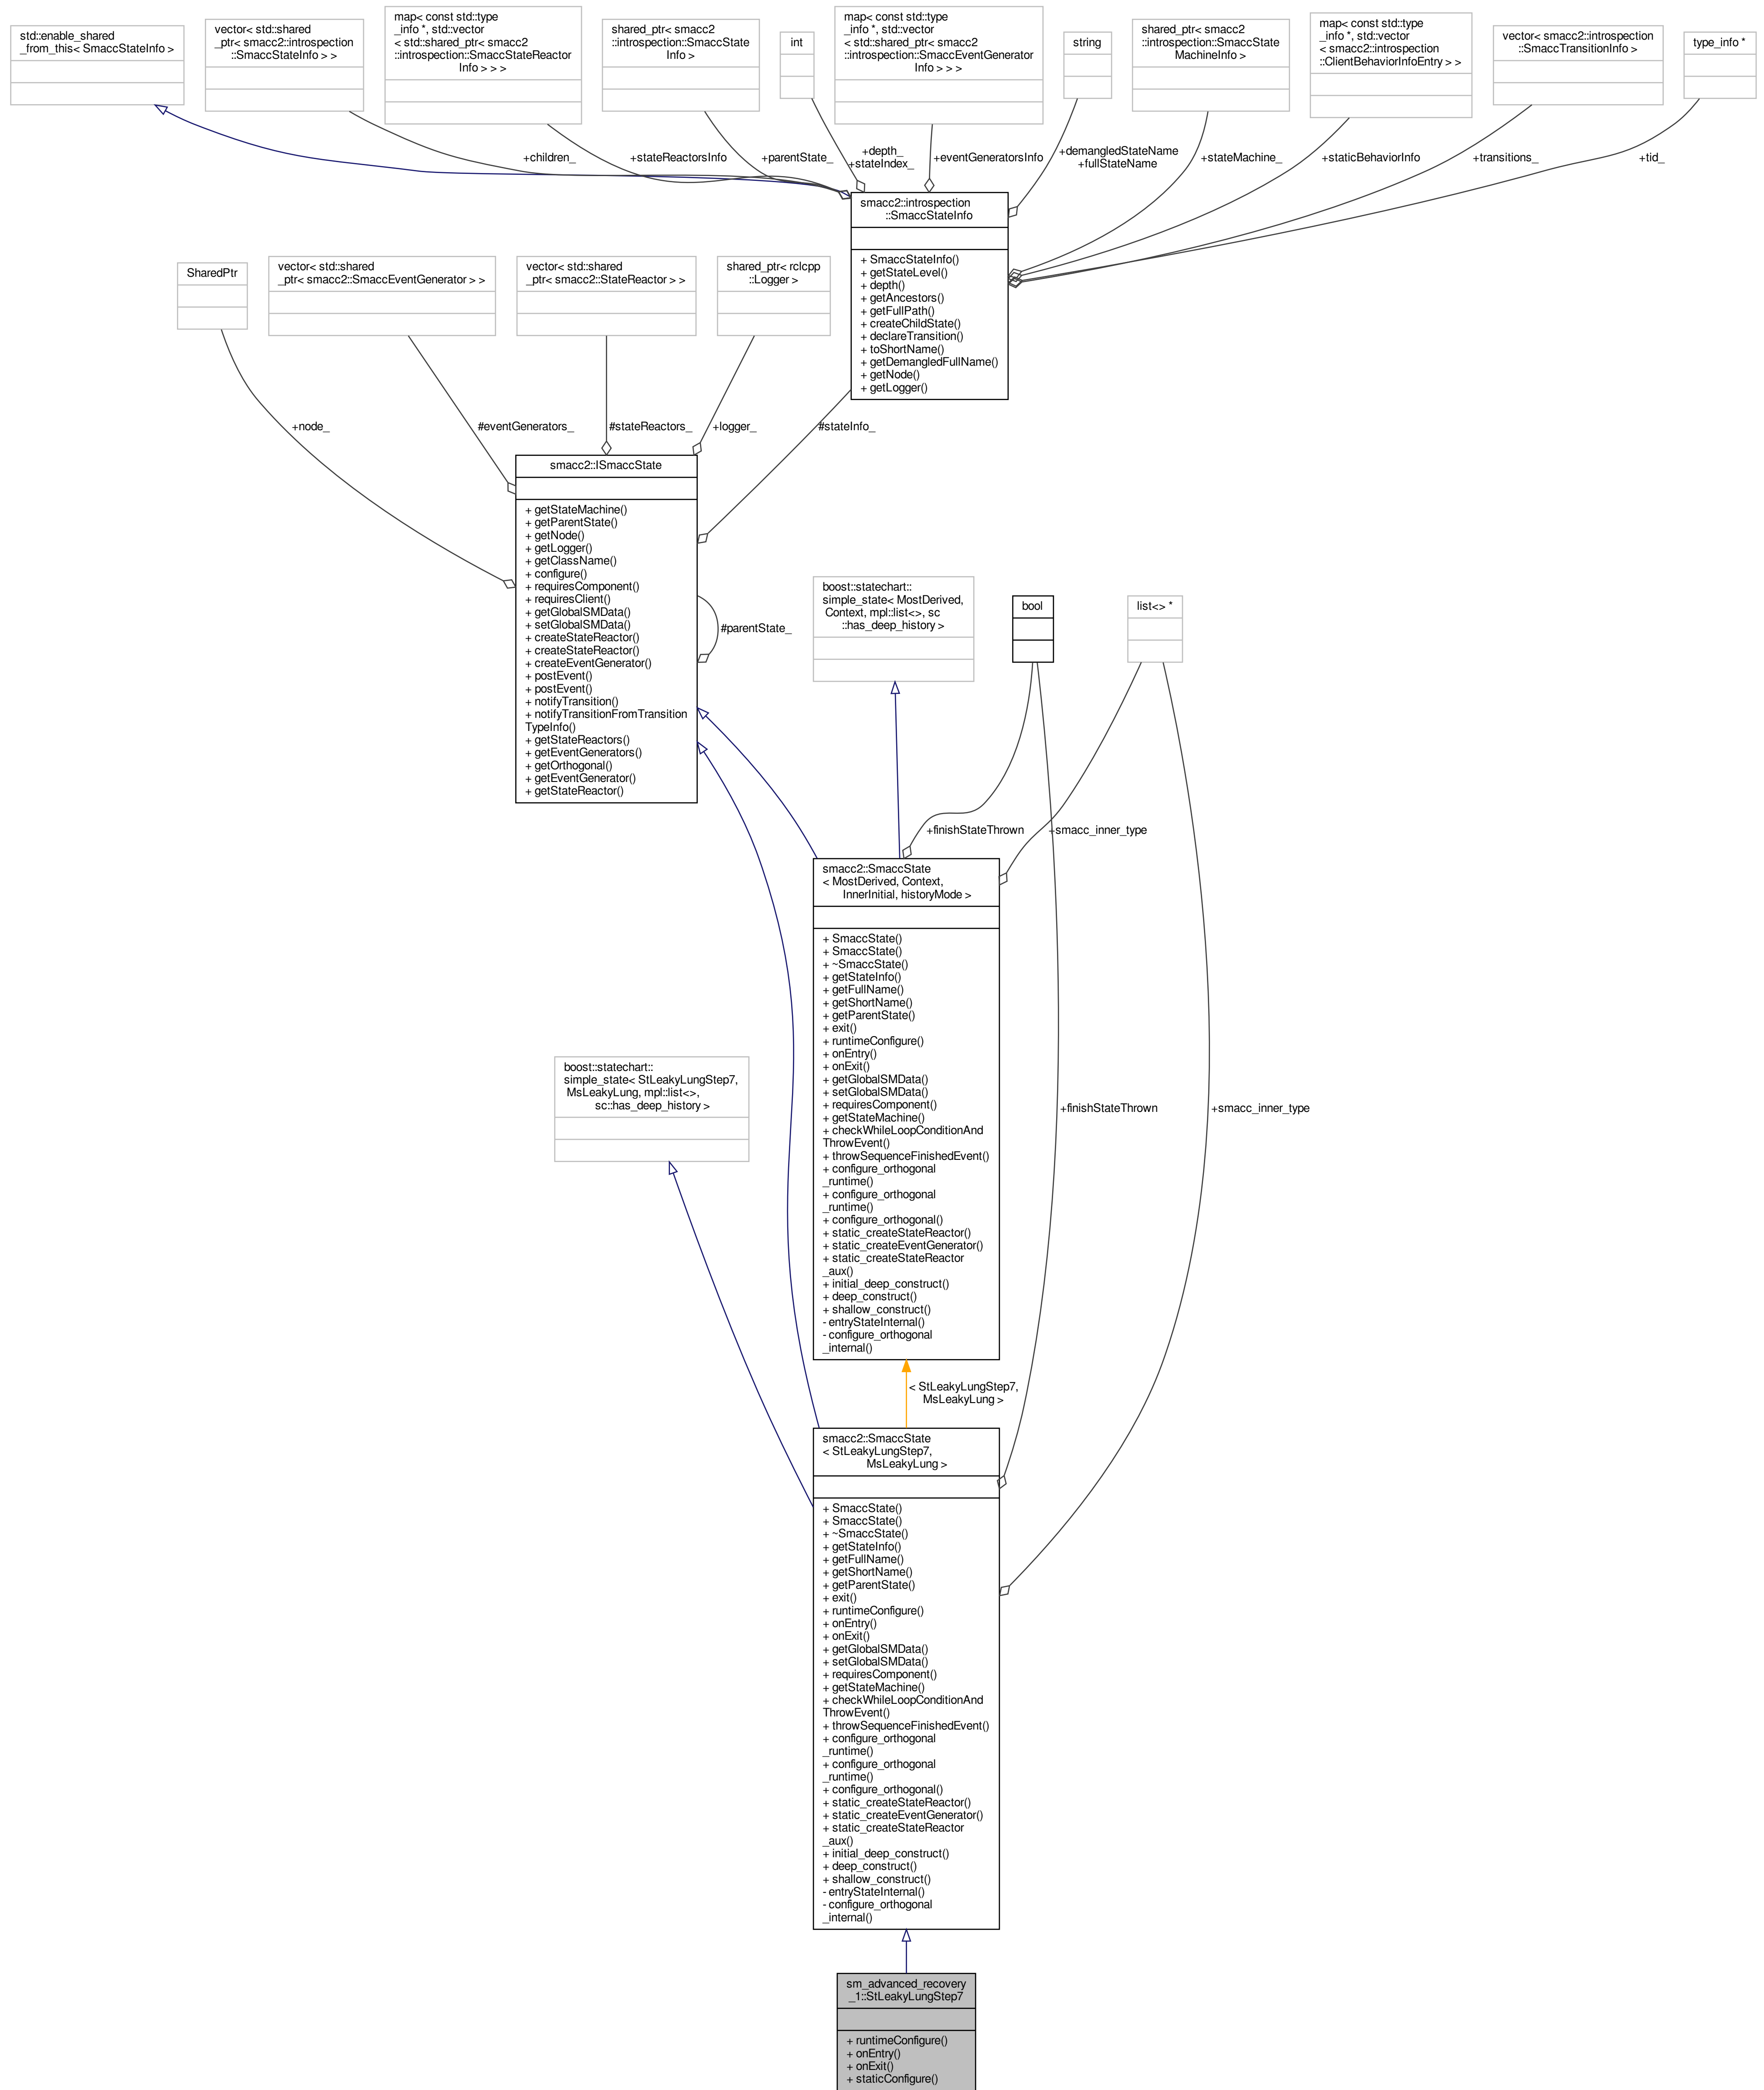 std::enable_shared
_from_this< SmaccStateInfo >
vector< std::shared
_ptr< smacc2::introspection
::SmaccStateInfo > >
map< const std::type
_info *, std::vector
< std::shared_ptr< smacc2
::introspection::SmaccStateReactor
Info > > >
shared_ptr< smacc2
::introspection::SmaccState
Info >
int
map< const std::type
_info *, std::vector
< std::shared_ptr< smacc2
::introspection::SmaccEventGenerator
Info > > >
string
shared_ptr< smacc2
::introspection::SmaccState
MachineInfo >
map< const std::type
_info *, std::vector
< smacc2::introspection
::ClientBehaviorInfoEntry > >
vector< smacc2::introspection
::SmaccTransitionInfo >
type_info *
+children_
+stateReactorsInfo
+parentState_
+depth_
+stateIndex_
+eventGeneratorsInfo
+demangledStateName
+fullStateName
+stateMachine_
+staticBehaviorInfo
+transitions_
+tid_
smacc2::introspection
::SmaccStateInfo
+ SmaccStateInfo()
+ getStateLevel()
+ depth()
+ getAncestors()
+ getFullPath()
+ createChildState()
+ declareTransition()
+ toShortName()
+ getDemangledFullName()
+ getNode()
+ getLogger()
SharedPtr
vector< std::shared
_ptr< smacc2::SmaccEventGenerator > >
vector< std::shared
_ptr< smacc2::StateReactor > >
shared_ptr< rclcpp
::Logger >
+node_
#eventGenerators_
#stateReactors_
+logger_
#stateInfo_
smacc2::ISmaccState
+ getStateMachine()
+ getParentState()
+ getNode()
+ getLogger()
+ getClassName()
+ configure()
+ requiresComponent()
+ requiresClient()
+ getGlobalSMData()
+ setGlobalSMData()
+ createStateReactor()
+ createStateReactor()
+ createEventGenerator()
+ postEvent()
+ postEvent()
+ notifyTransition()
+ notifyTransitionFromTransition
TypeInfo()
+ getStateReactors()
+ getEventGenerators()
+ getOrthogonal()
+ getEventGenerator()
+ getStateReactor()
#parentState_
boost::statechart::
simple_state< MostDerived,
Context, mpl::list<>, sc
::has_deep_history >
bool
list<> *
+finishStateThrown
+smacc_inner_type
smacc2::SmaccState
< MostDerived, Context,
InnerInitial, historyMode >
+ SmaccState()
+ SmaccState()
+ ~SmaccState()
+ getStateInfo()
+ getFullName()
+ getShortName()
+ getParentState()
+ exit()
+ runtimeConfigure()
+ onEntry()
+ onExit()
+ getGlobalSMData()
+ setGlobalSMData()
+ requiresComponent()
+ getStateMachine()
+ checkWhileLoopConditionAnd
ThrowEvent()
+ throwSequenceFinishedEvent()
+ configure_orthogonal
_runtime()
+ configure_orthogonal
_runtime()
+ configure_orthogonal()
+ static_createStateReactor()
+ static_createEventGenerator()
+ static_createStateReactor
_aux()
+ initial_deep_construct()
+ deep_construct()
+ shallow_construct()
- entryStateInternal()
- configure_orthogonal
_internal()
boost::statechart::
simple_state< StLeakyLungStep7,
MsLeakyLung, mpl::list<>,
sc::has_deep_history >
+finishStateThrown
+smacc_inner_type
< StLeakyLungStep7,
MsLeakyLung >
smacc2::SmaccState
< StLeakyLungStep7,
MsLeakyLung >
+ SmaccState()
+ SmaccState()
+ ~SmaccState()
+ getStateInfo()
+ getFullName()
+ getShortName()
+ getParentState()
+ exit()
+ runtimeConfigure()
+ onEntry()
+ onExit()
+ getGlobalSMData()
+ setGlobalSMData()
+ requiresComponent()
+ getStateMachine()
+ checkWhileLoopConditionAnd
ThrowEvent()
+ throwSequenceFinishedEvent()
+ configure_orthogonal
_runtime()
+ configure_orthogonal
_runtime()
+ configure_orthogonal()
+ static_createStateReactor()
+ static_createEventGenerator()
+ static_createStateReactor
_aux()
+ initial_deep_construct()
+ deep_construct()
+ shallow_construct()
- entryStateInternal()
- configure_orthogonal
_internal()
sm_advanced_recovery
_1::StLeakyLungStep7
+ runtimeConfigure()
+ onEntry()
+ onExit()
+ staticConfigure()